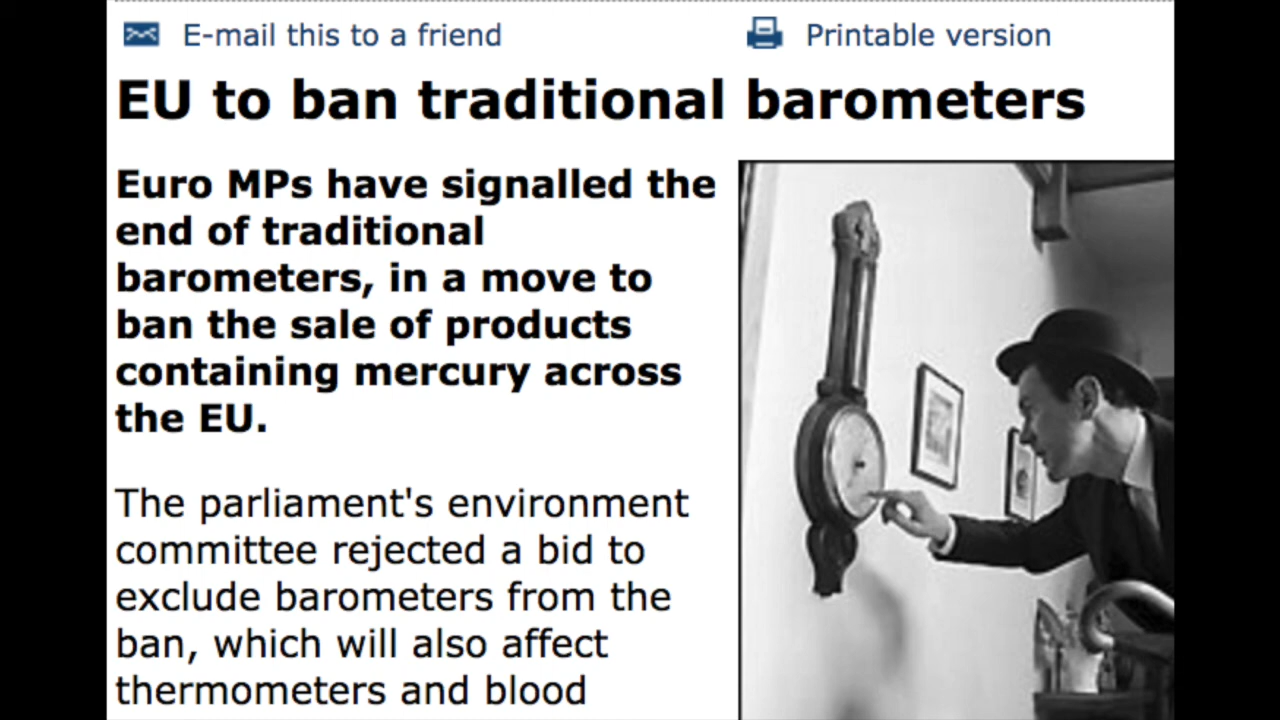 E-mail this to a friend
Printable version
EU to ban traditional barometers
Euro MPs have signalled the
end of traditional
barometers, in a move to
ban the sale of products
containing mercury across
the EU.
The parliament's environment
committee rejected a bid to
exclude barometers from the
ban, which will also affect
thermometers and blood